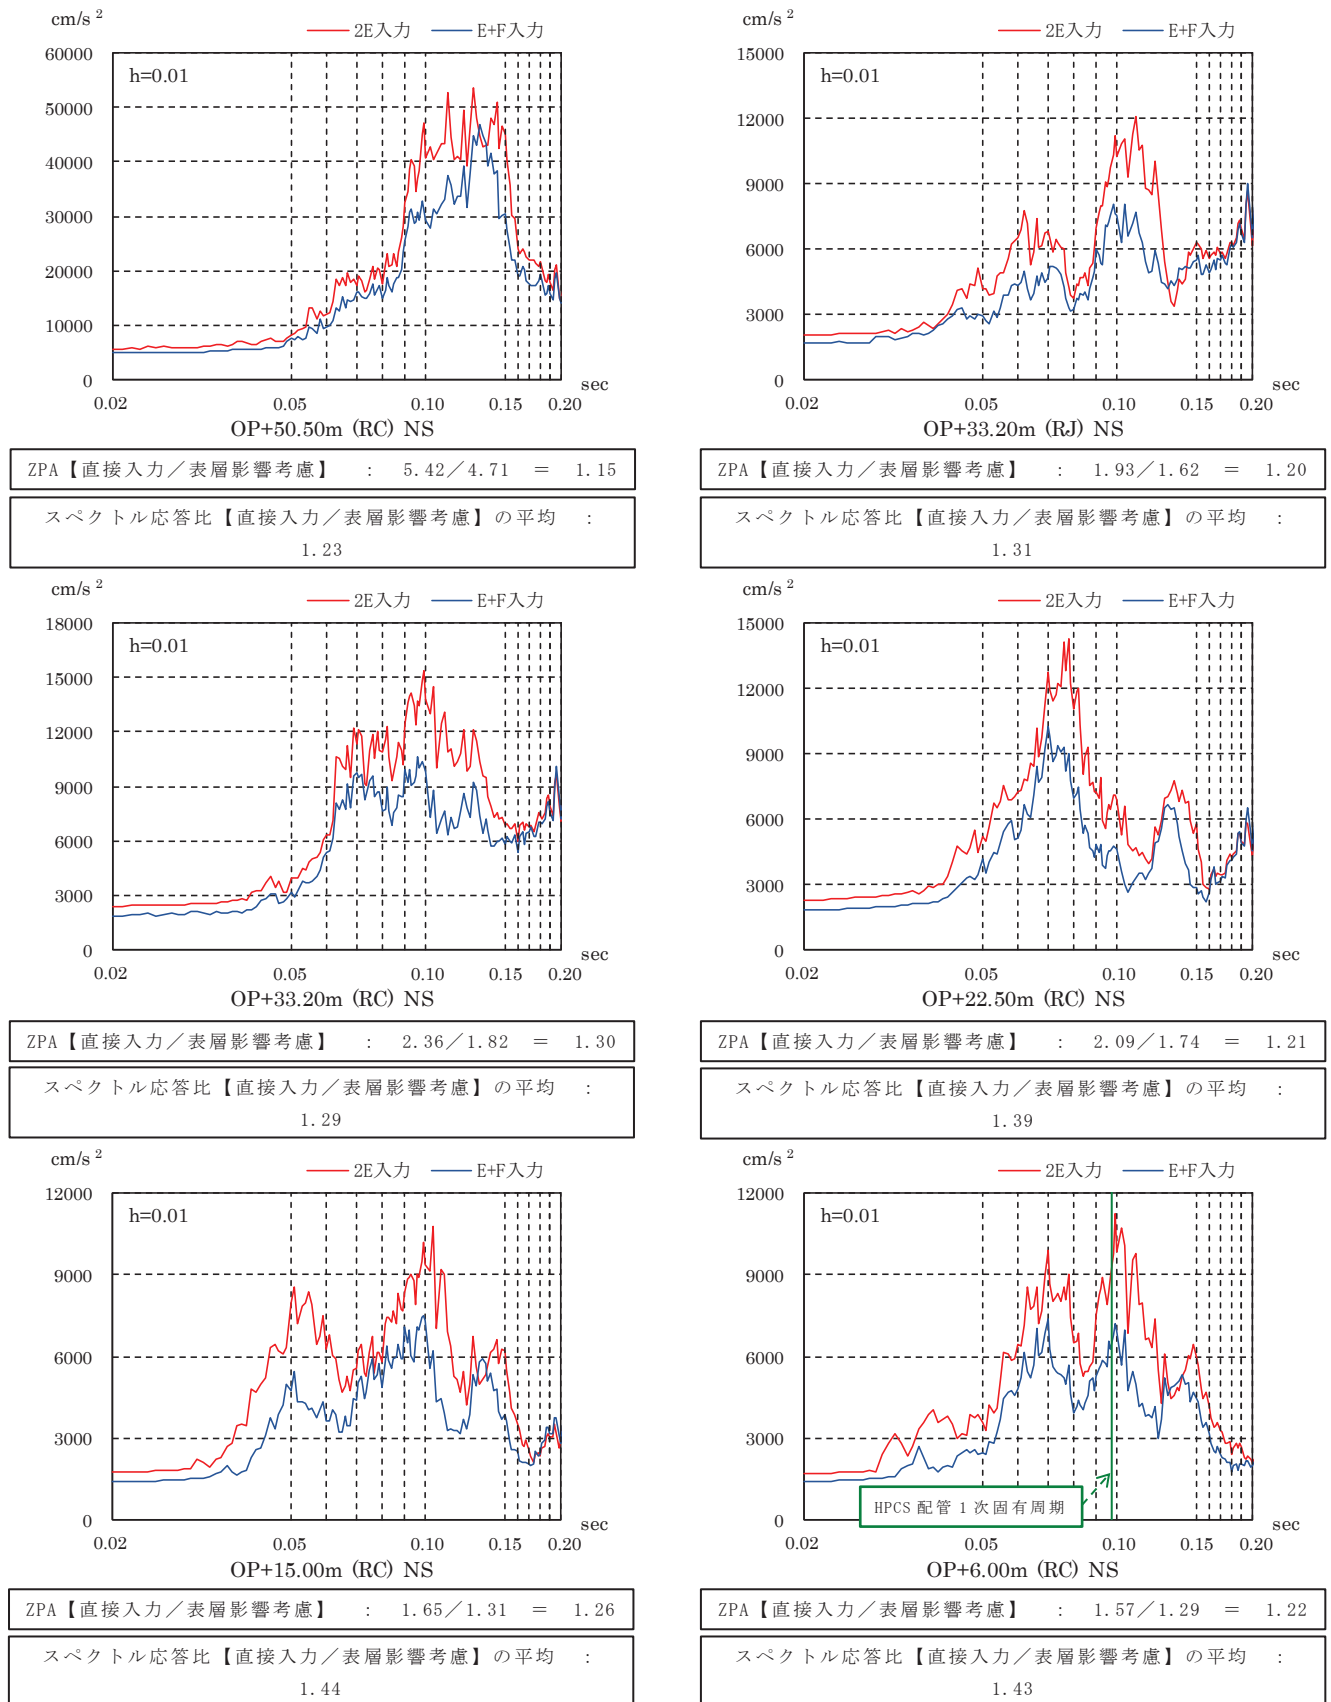 cm/s 2
2E入力 E+F入力
60000
50000
40000
30000
20000
10000
0
h=0.01
sec
0.02 0.05 0.10 0.15 0.20
OP+50.50m (RC) NS
ZPA【直接入力／表層影響考慮】 : 5.42／4.71 = 1.15
スペクトル応答比【直接入力／表層影響考慮】の平均 :
1.23
cm/s 2
2E入力 E+F入力
15000
12000
9000
6000
3000
0
h=0.01
sec
0.02 0.05 0.10 0.15 0.20
OP+33.20m (RJ) NS
ZPA【直接入力／表層影響考慮】 : 1.93／1.62 = 1.20
スペクトル応答比【直接入力／表層影響考慮】の平均 :
1.31
cm/s 2
2E入力 E+F入力
18000
15000
12000
9000
6000
3000
0
h=0.01
sec
0.02 0.05 0.10 0.15 0.20
OP+33.20m (RC) NS
ZPA【直接入力／表層影響考慮】 : 2.36／1.82 = 1.30
スペクトル応答比【直接入力／表層影響考慮】の平均 :
1.29
cm/s 2
2E入力 E+F入力
15000
12000
9000
6000
3000
0
h=0.01
sec
0.02 0.05 0.10 0.15 0.20
OP+22.50m (RC) NS
ZPA【直接入力／表層影響考慮】 : 2.09／1.74 = 1.21
スペクトル応答比【直接入力／表層影響考慮】の平均 :
1.39
cm/s 2
2E入力 E+F入力
12000
9000
6000
3000
0
h=0.01
sec
0.02 0.05 0.10 0.15 0.20
OP+15.00m (RC) NS
ZPA【直接入力／表層影響考慮】 : 1.65／1.31 = 1.26
スペクトル応答比【直接入力／表層影響考慮】の平均 :
1.44
cm/s 2
2E入力 E+F入力
12000
9000
6000
3000
0
h=0.01
HPCS 配管 1 次固有周期
sec
0.02 0.05 0.10 0.15 0.20
OP+6.00m (RC) NS
ZPA【直接入力／表層影響考慮】 : 1.57／1.29 = 1.22
スペクトル応答比【直接入力／表層影響考慮】の平均 :
1.43